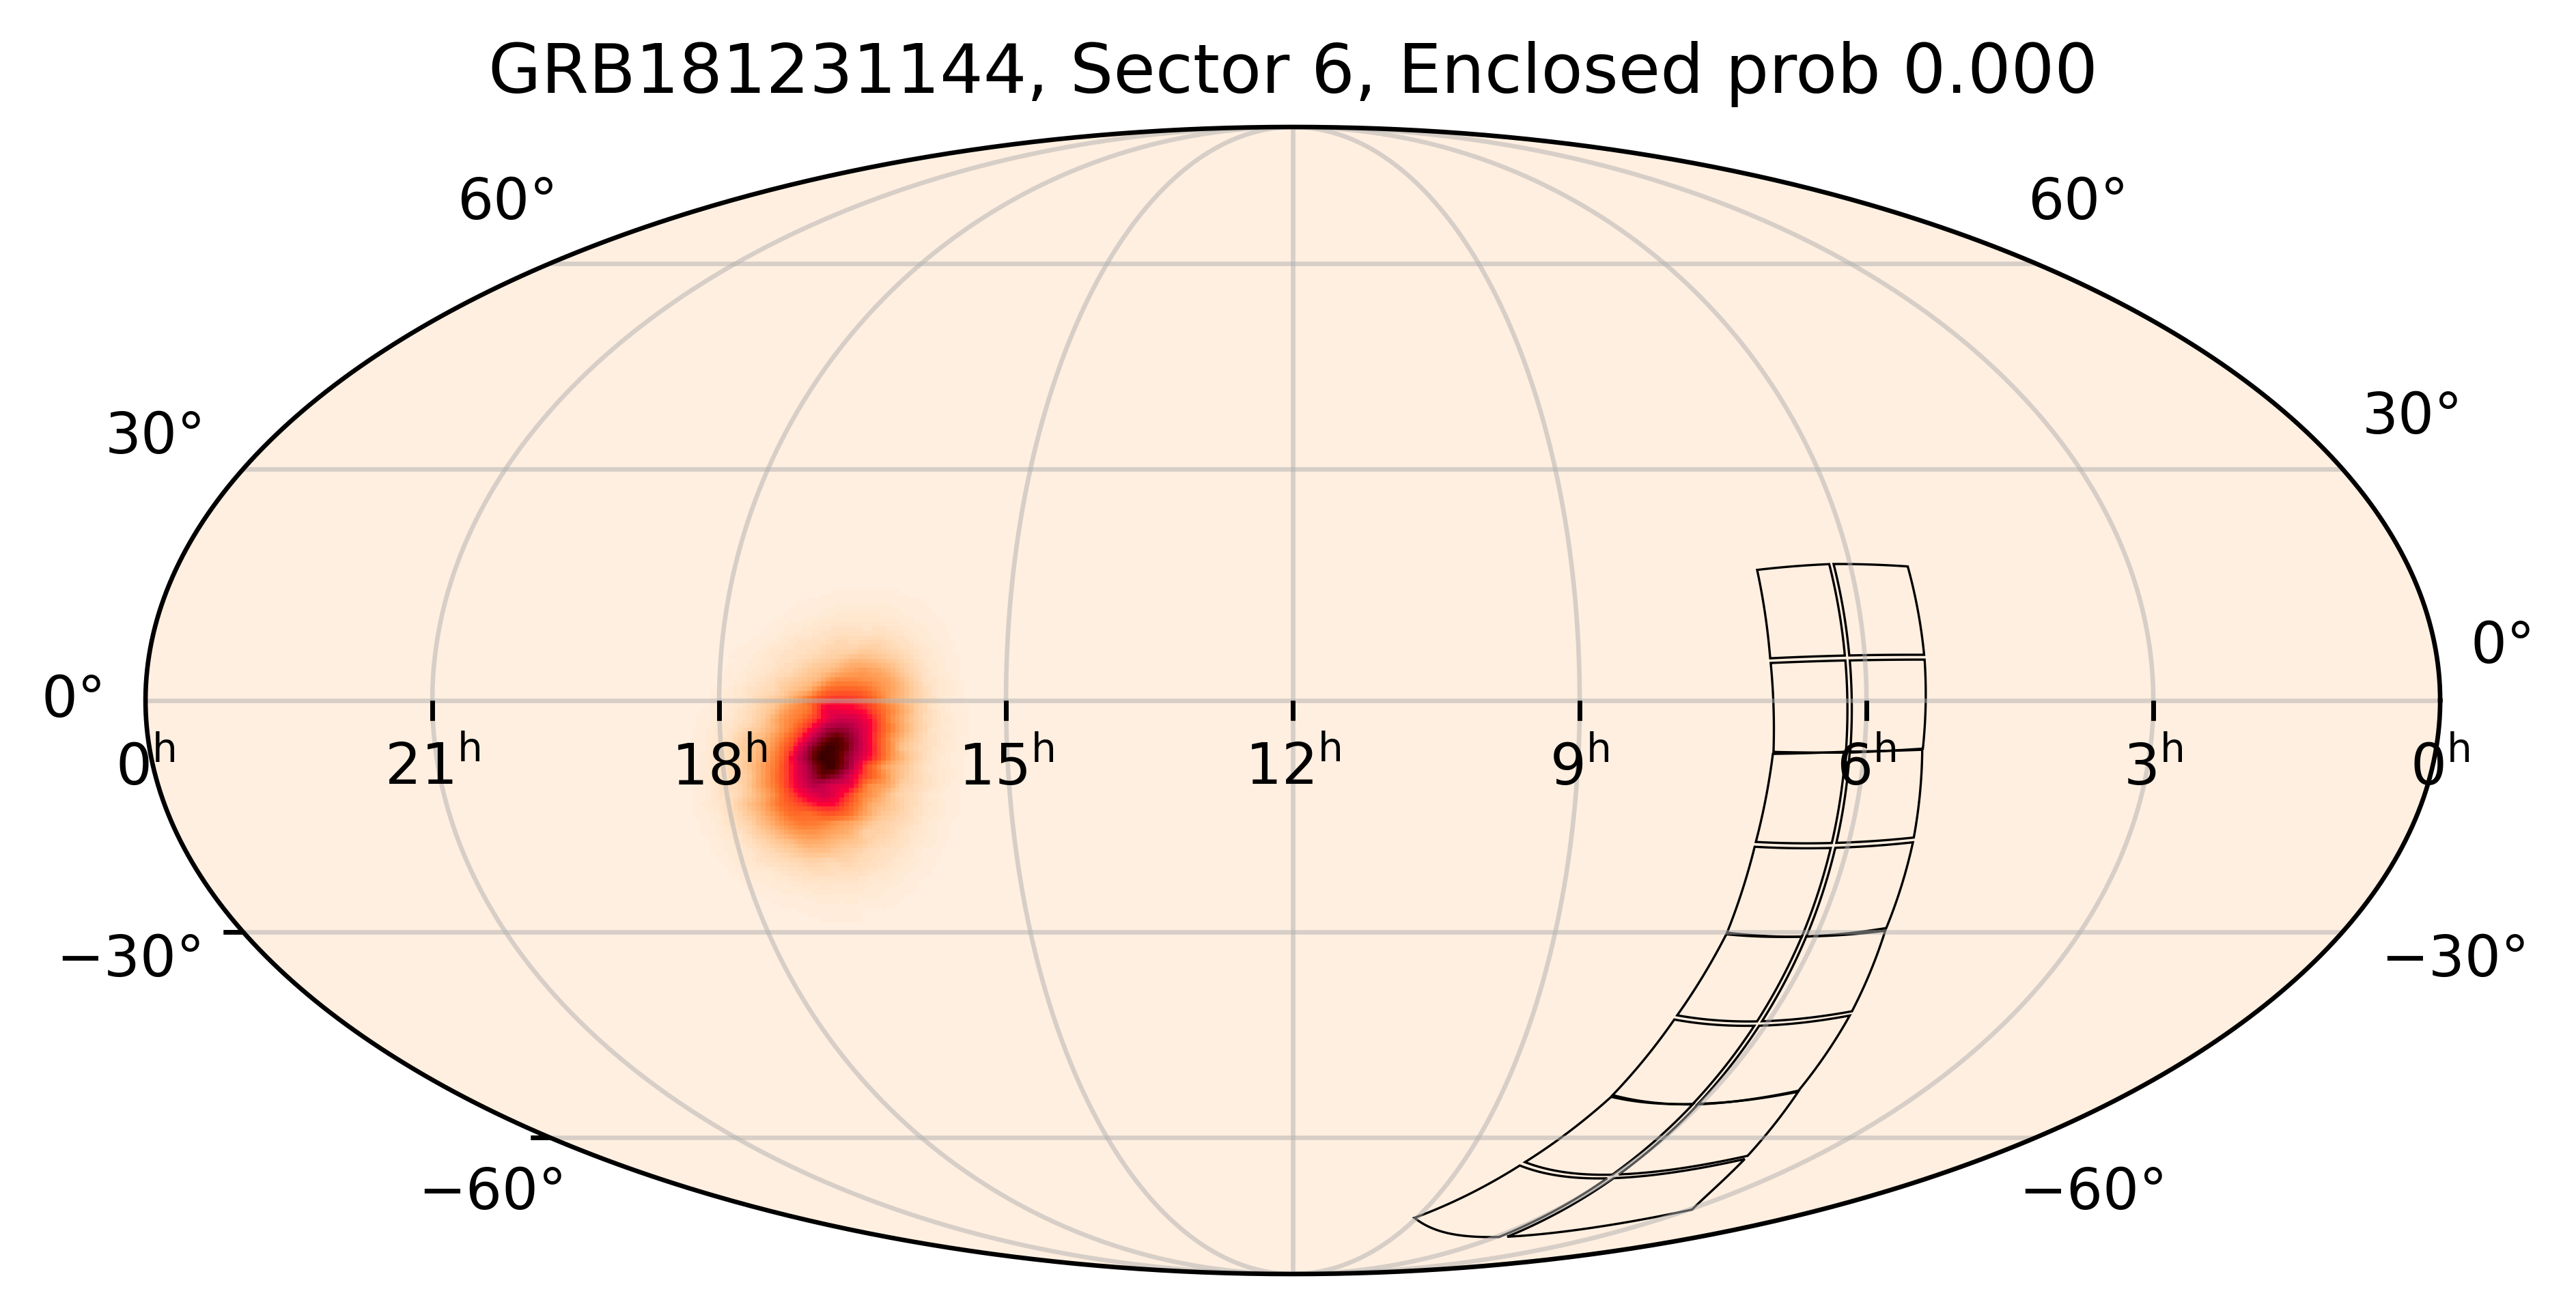 GRB181231144, Sector 6, Enclosed prob 0.000
60° 60°
30° 30°
0° 0°
0ʰ 21ʰ 18ʰ 15ʰ 12ʰ 9ʰ 6ʰ 3ʰ 0ʰ
−30° −30°
−60° −60°